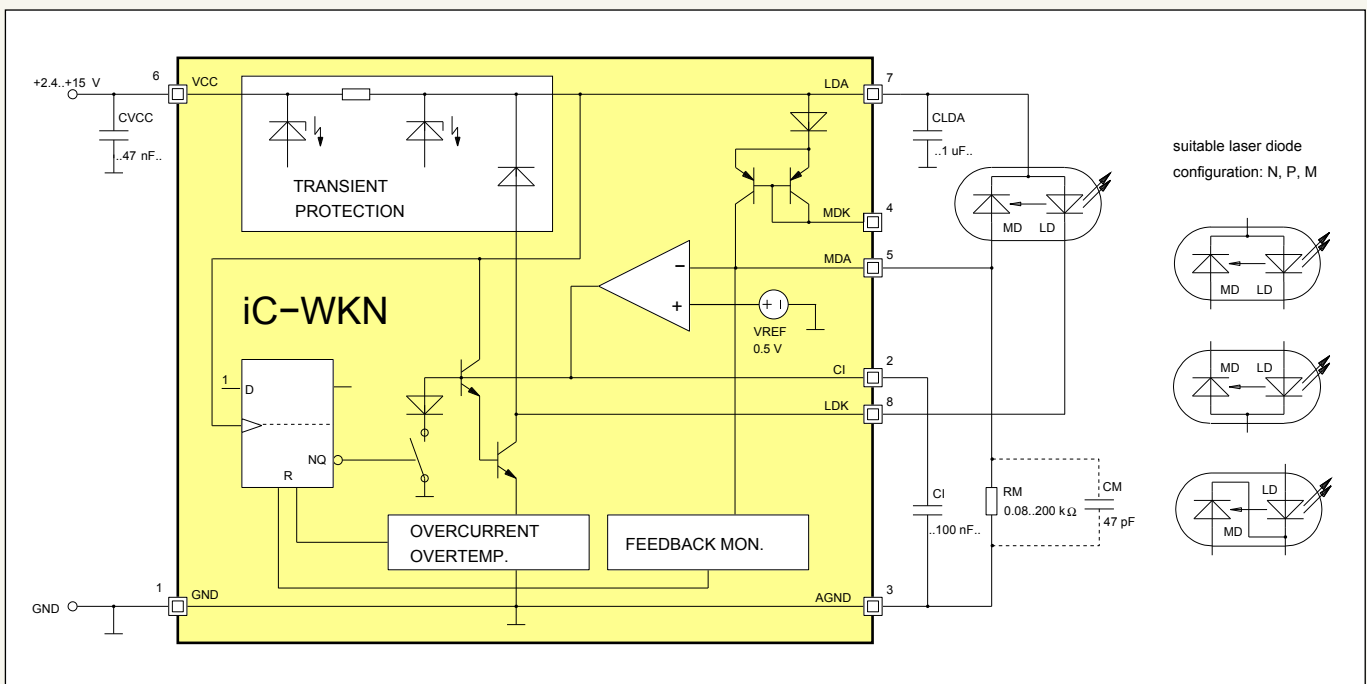 +2.4..+15 V
6
VCC
CVCC
..47 nF..
TRANSIENT
PROTECTION
LDA
7
CLDA
..1 uF..
MDK
4
MDA
5
MD LD
suitable laser diode
configuration: N, P, M
MD LD
MD LD
LD
MD
iC−WKN
−
+
+ −
VREF
0.5 V
1
D
NQ
R
CI
2
LDK
8
CI
..100 nF..
RM
0.08..200 kΩ
CM
47 pF
OVERCURRENT
OVERTEMP.
FEEDBACK MON.
GND
1
GND
AGND
3